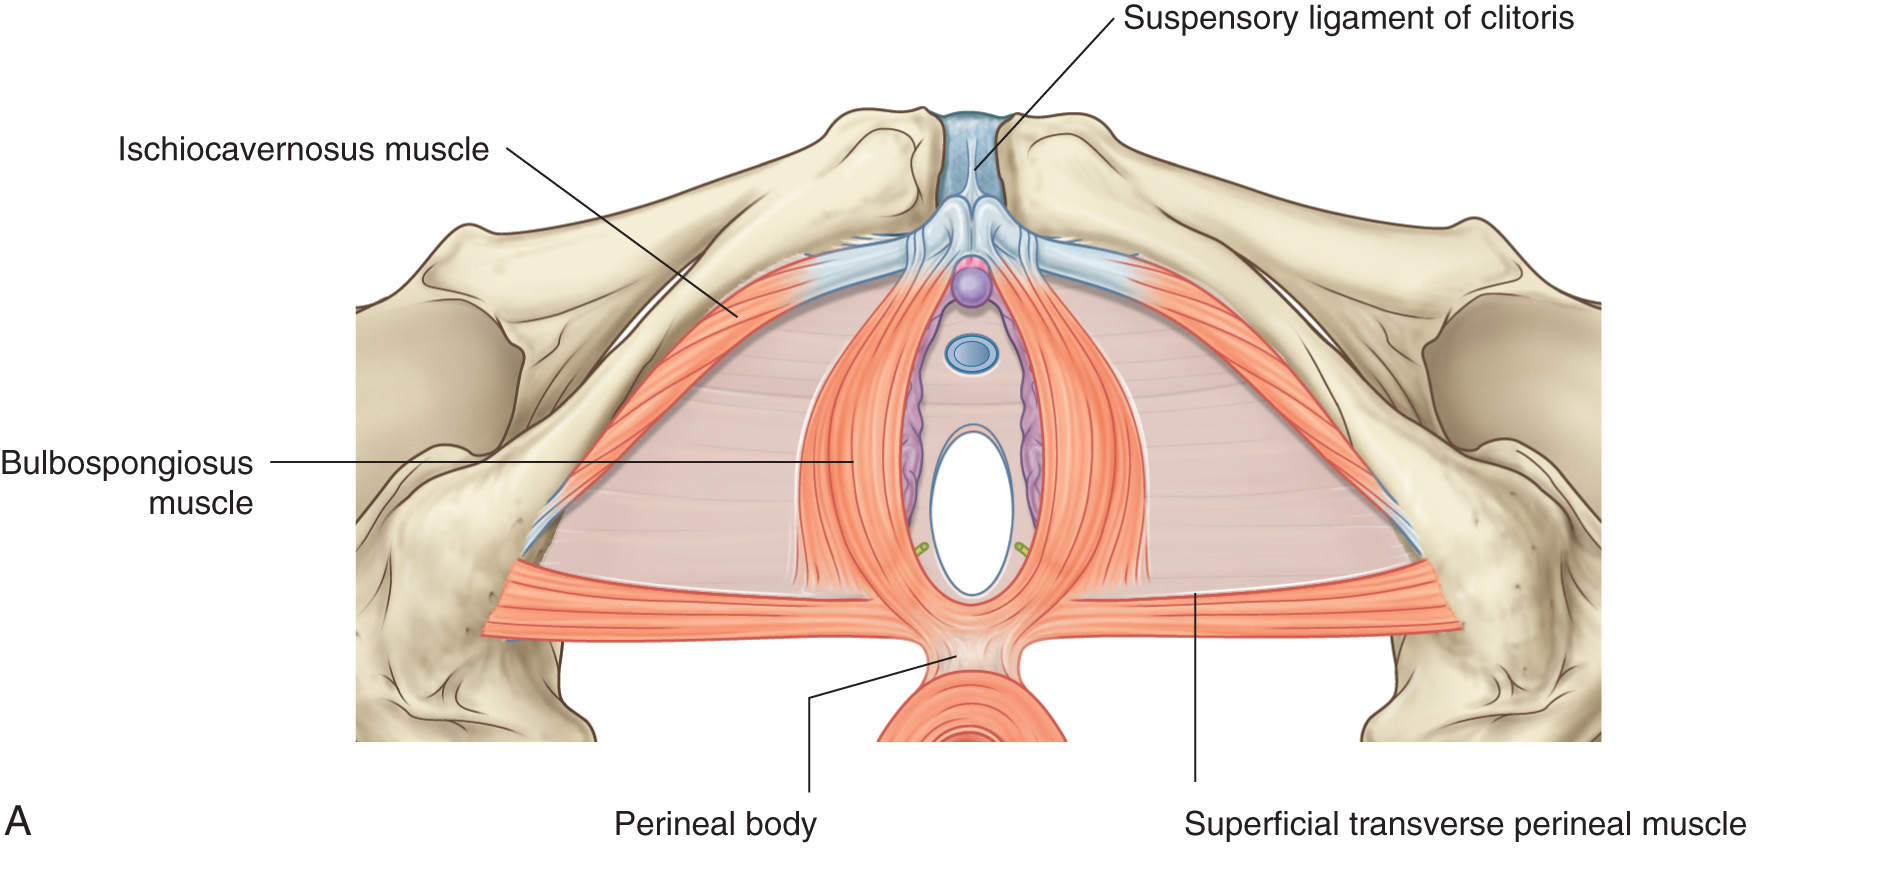 Suspensory ligament of clitoris
Ischiocavernosus muscle
Bulbospongiosus
muscle
Perineal body
Superficial transverse perineal muscle
A